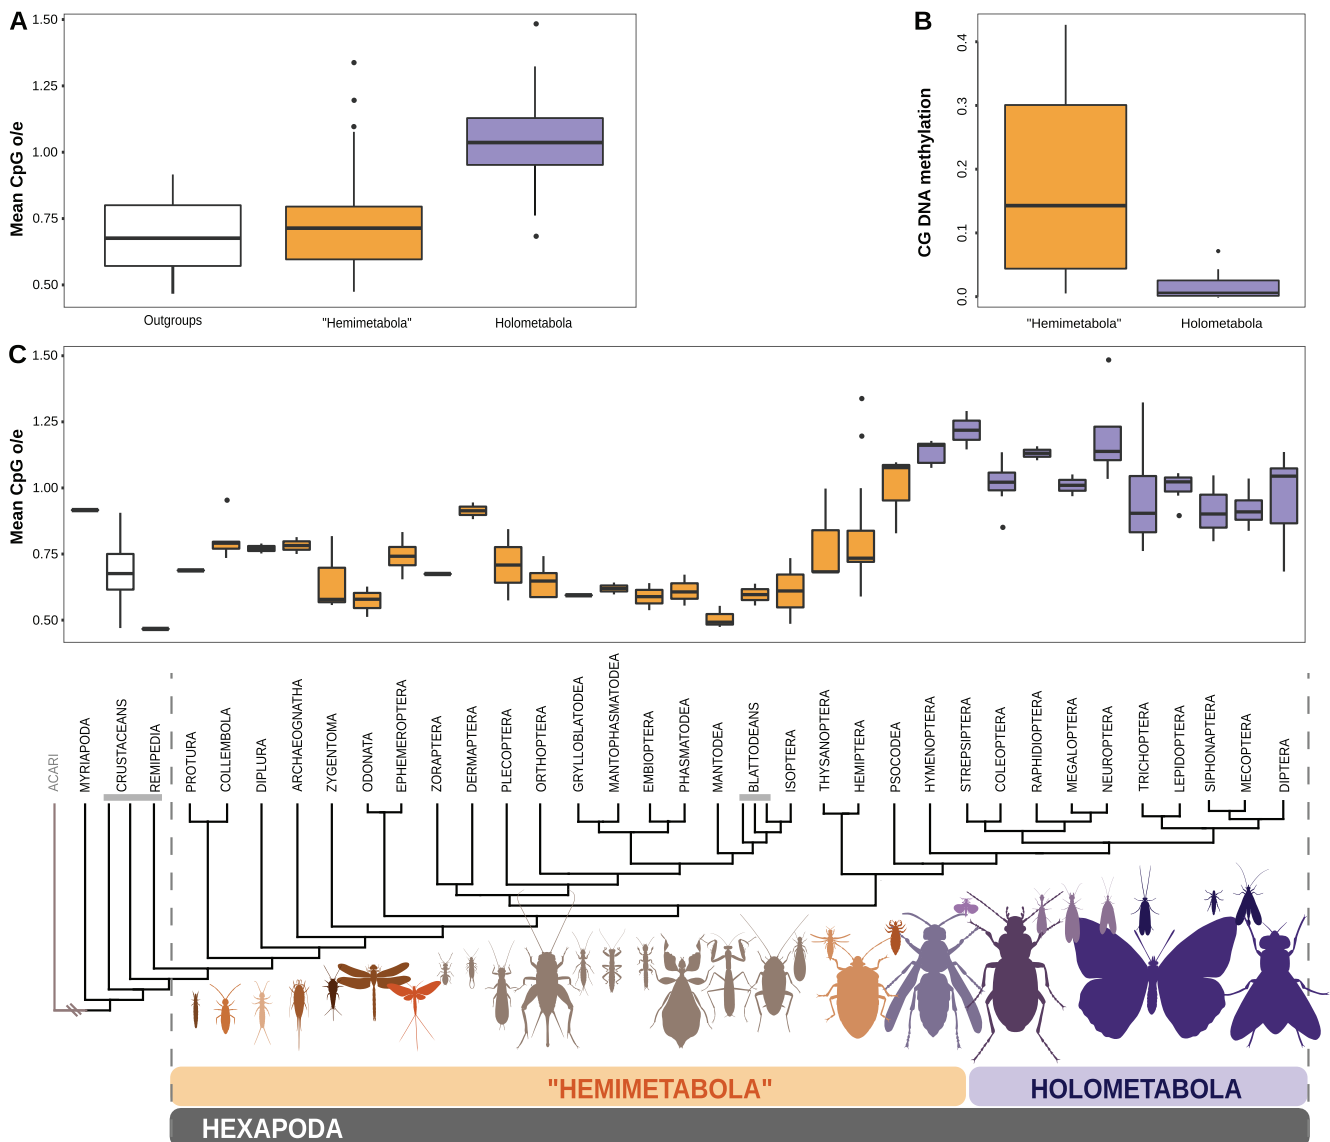 A
1.50
1.25
1.00
0.75
0.50
Mean CpG o/e
Outgroups
"Hemimetabola"
Holometabola
B
0.4
0.3
0.2
0.1
0.0
CG DNA methylation
"Hemimetabola"
Holometabola
C
1.50
1.25
1.00
0.75
0.50
Mean CpG o/e
ACARI
MYRIAPODA
CRUSTACEANS
REMIPEDIA
PROTURA
COLLEMBOLA
DIPLURA
ARCHAEOGNATHA
ZYGENTOMA
ODONATA
EPHEMEROPTERA
ZORAPTERA
DERMAPTERA
PLECOPTERA
ORTHOPTERA
GRYLLOBLATODEA
MANTOPHASMATODEA
EMBIOPTERA
PHASMATODEA
MANTODEA
BLATTODEANS
ISOPTERA
THYSANOPTERA
HEMIPTERA
PSOCODEA
HYMENOPTERA
STREPSIPTERA
COLEOPTERA
RAPHIDIOPTERA
MEGALOPTERA
NEUROPTERA
TRICHOPTERA
LEPIDOPTERA
SIPHONAPTERA
MECOPTERA
DIPTERA
"HEMIMETABOLA"
HOLOMETABOLA
HEXAPODA